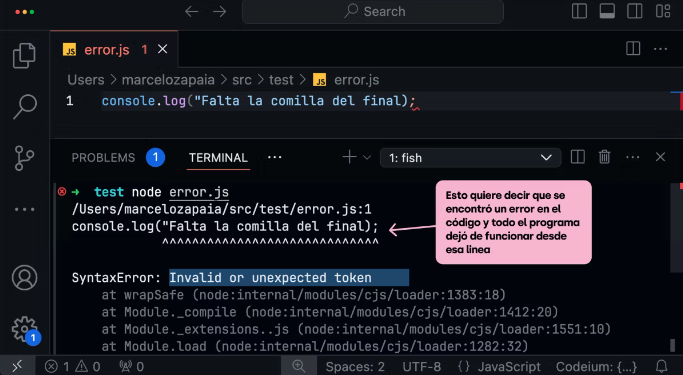 Search
JS error.js 1
Users > marcelozapaia > src > test > JS error.js
1 console.log("Falta la comilla del final);
PROBLEMS 1 TERMINAL ... 1: fish
test node error.js
/Users/marcelozapaia/src/test/error.js:1
console.log("Falta la comilla del final);
^^^^^^^^^^^^^^^^^^^^^^^^^^^^^
Esto quiere decir que se
encontró un error en el
código y todo el programa
dejó de funcionar desde
esa linea
SyntaxError: Invalid or unexpected token
at wrapSafe (node:internal/modules/cjs/loader:1383:18)
at Module._compile (node:internal/modules/cjs/loader:1412:20)
at Module._extensions..js (node:internal/modules/cjs/loader:1551:10)
at Module.load (node:internal/modules/cjs/loader:1282:32)
1
1 0 0 Spaces: 2 UTF-8 {} JavaScript Codeium: {...}